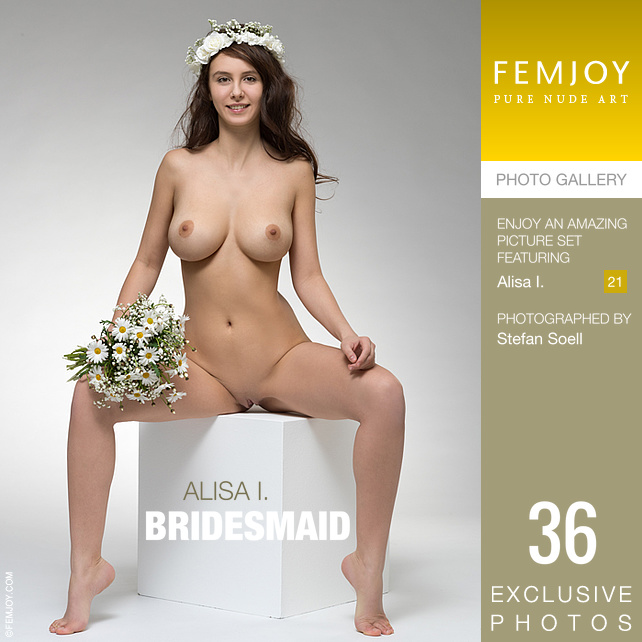 FEMJOY
PURE NUDE ART
PHOTO GALLERY
ENJOY AN AMAZING
PICTURE SET
FEATURING
Alisa I. 21
PHOTOGRAPHED BY
Stefan Soell
36
EXCLUSIVE
PHOTOS
ALISA I.
BRIDESMAID
©FEMJOY.COM